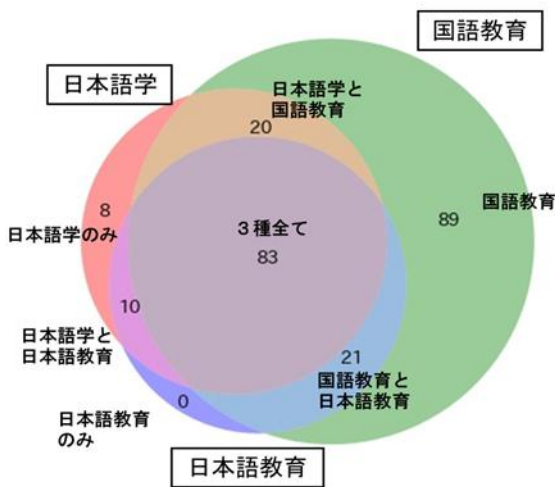 国語教育
日本語学
日本語学と
国語教育
20
8
日本語学のみ
3種全て
83
国語教育
89
10
日本語学と
日本語教育
21
国語教育と
日本語教育
0
日本語教育
のみ
日本語教育